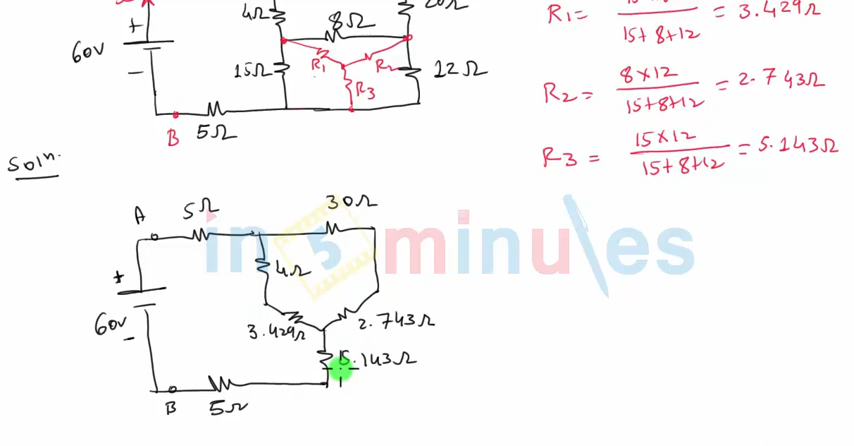 4Ω
8Ω
60V
+
−
15Ω
R1
R2
R3
12Ω
B
5Ω
R1 =
15+8+12
= 3.429Ω
R2 = 8×12
15+8+12
= 2.743Ω
R3 = 15×12
15+8+12
= 5.143Ω
Soln.
A
5Ω
30Ω
in 5 minutes
+
4Ω
60V
−
3.429Ω
2.743Ω
5.143Ω
B
5Ω